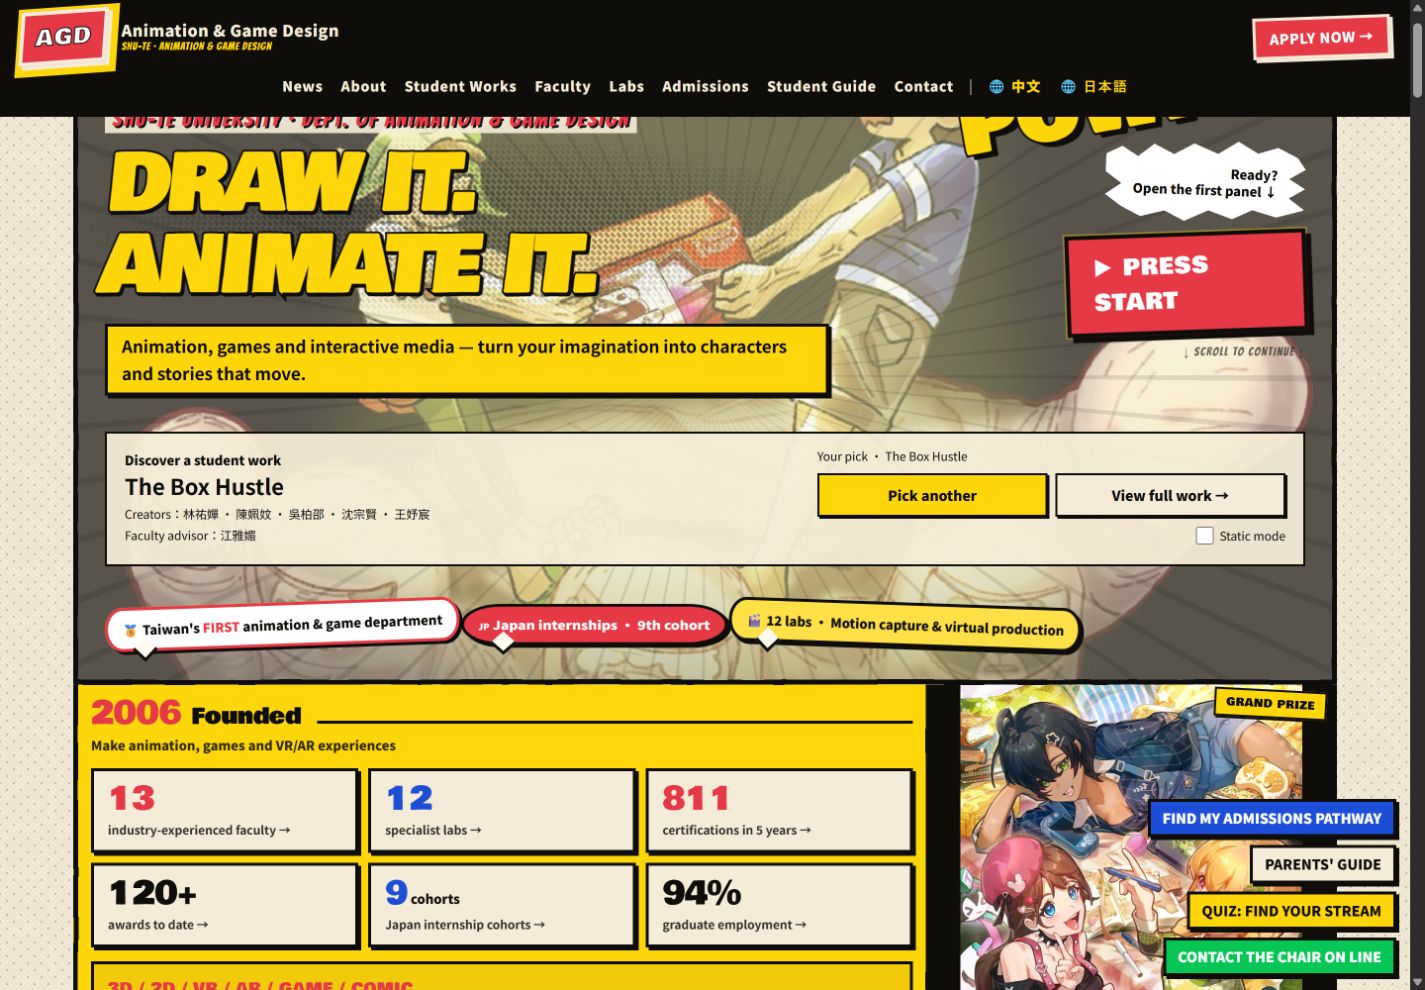 AGD
Animation & Game Design
SHU-TE · ANIMATION & GAME DESIGN
APPLY NOW →
News About Student Works Faculty Labs Admissions Student Guide Contact | 中文 日本語
SHU-TE UNIVERSITY · DEPT. OF ANIMATION & GAME DESIGN
POW!
DRAW IT.
ANIMATE IT.
Ready?
Open the first panel ↓
▶ PRESS
START
↓ SCROLL TO CONTINUE ↓
Animation, games and interactive media — turn your imagination into characters
and stories that move.
Discover a student work
The Box Hustle
Creators：林祐嬋 · 陳姵妏 · 吳柏邵 · 沈宗賢 · 王妤宸
Faculty advisor：江雅媚
Your pick · The Box Hustle
Pick another
View full work →
Static mode
Taiwan's FIRST animation & game department
JP Japan internships · 9th cohort
12 labs · Motion capture & virtual production
2006 Founded
Make animation, games and VR/AR experiences
13
industry-experienced faculty →
12
specialist labs →
811
certifications in 5 years →
120+
awards to date →
9 cohorts
Japan internship cohorts →
94%
graduate employment →
3D / 2D / VR / AR / GAME / COMIC
GRAND PRIZE
FIND MY ADMISSIONS PATHWAY
PARENTS' GUIDE
QUIZ: FIND YOUR STREAM
CONTACT THE CHAIR ON LINE